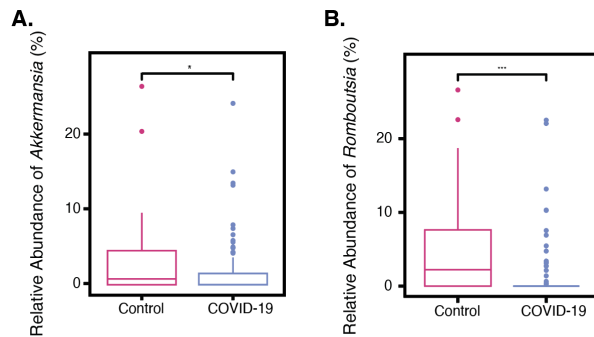 A.
Relative Abundance of Akkermansia (%)
*
20
10
0
Control COVID-19
B.
Relative Abundance of Romboutsia (%)
***
20
10
0
Control COVID-19